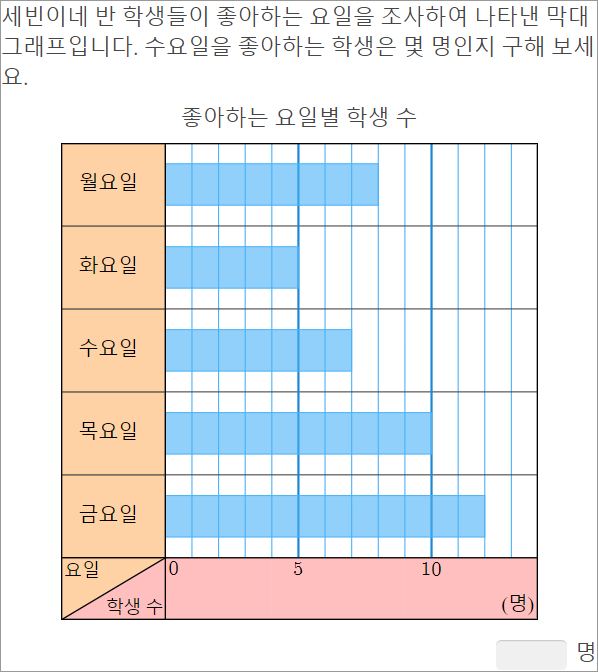 세빈이네 반 학생들이 좋아하는 요일을 조사하여 나타낸 막대
그래프입니다. 수요일을 좋아하는 학생은 몇 명인지 구해 보세
요.
좋아하는 요일별 학생 수
월요일
화요일
수요일
목요일
금요일
요일 0 5 10
학생 수 (명)
명